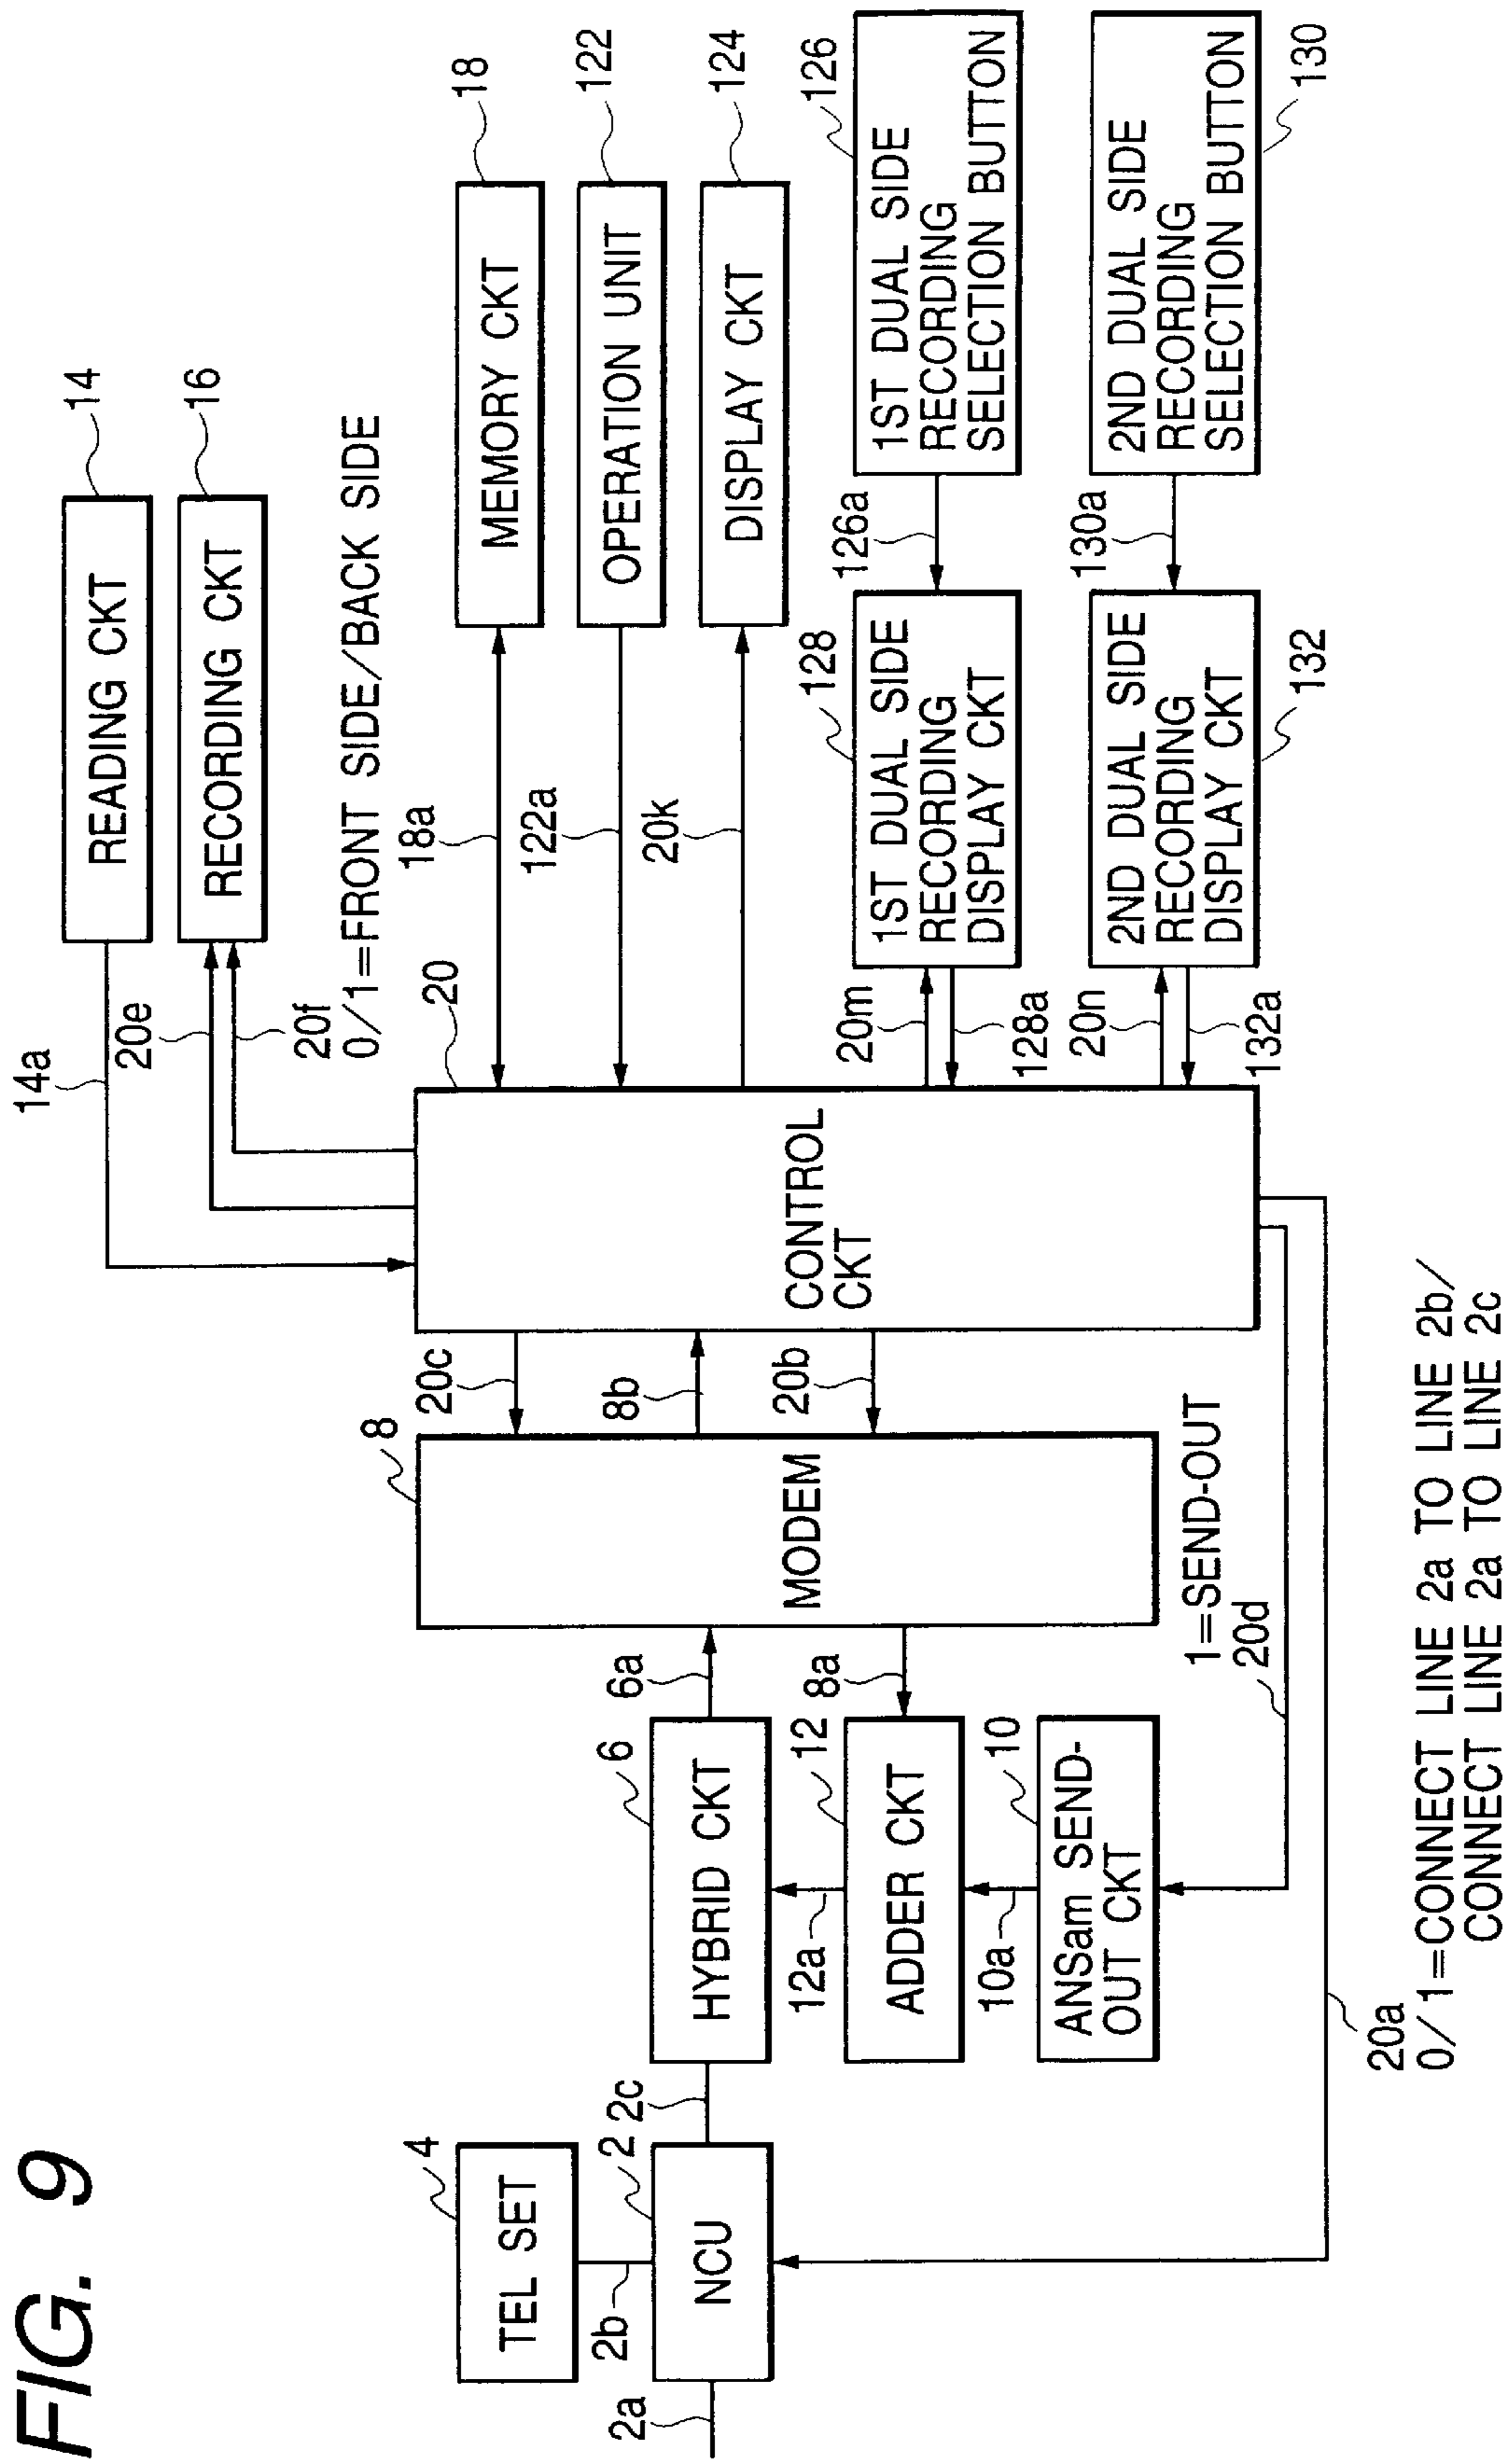 FIG. 9
14
READING CKT
14a
16
RECORDING CKT
20e
20f
0/1=FRONT SIDE/BACK SIDE
18
MEMORY CKT
18a
122
OPERATION UNIT
122a
124
DISPLAY CKT
20k
126
1ST DUAL SIDE
RECORDING
SELECTION BUTTON
126a
128
1ST DUAL SIDE
RECORDING
DISPLAY CKT
20m
128a
130
2ND DUAL SIDE
RECORDING
SELECTION BUTTON
130a
132
2ND DUAL SIDE
RECORDING
DISPLAY CKT
20n
132a
20
CONTROL
CKT
20c
8b
20b
8
MODEM
6a
8a
6
HYBRID CKT
12
ADDER CKT
12a
10
ANSam SEND-
OUT CKT
10a
1=SEND-OUT
20d
4
TEL SET
2b
2
NCU
2c
2a
20a
0/1=CONNECT LINE 2a TO LINE 2b/
CONNECT LINE 2a TO LINE 2c